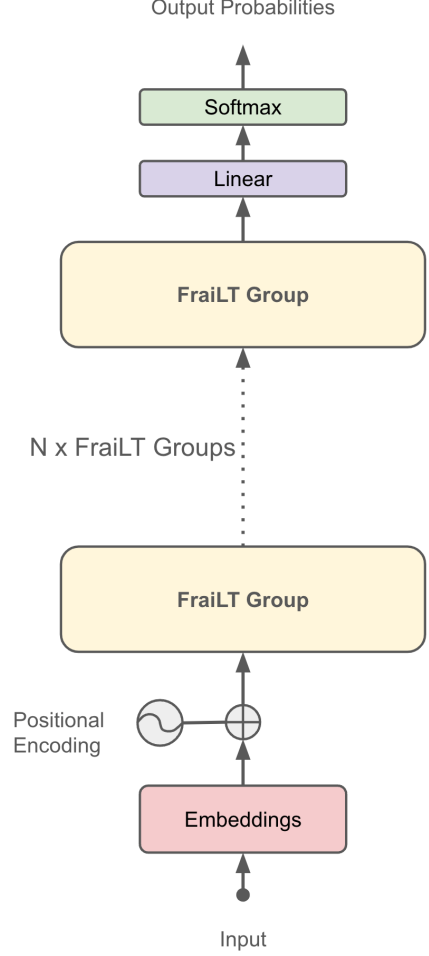 Output Probabilities
Softmax
Linear
FraiLT Group
N x FraiLT Groups
FraiLT Group
Positional
Encoding
Embeddings
Input